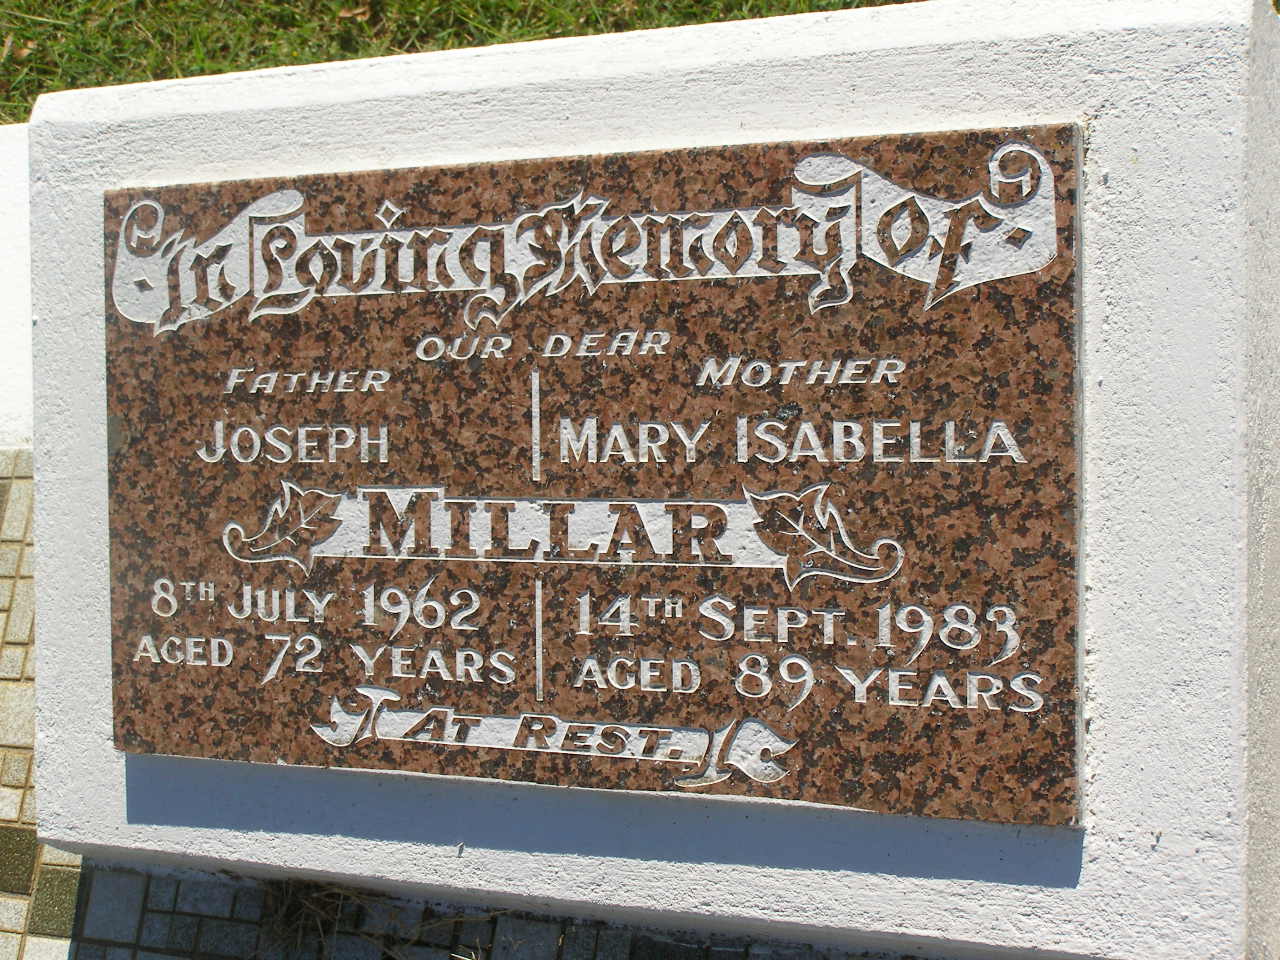 In Loving Memory of
OUR DEAR
FATHER MOTHER
JOSEPH MARY ISABELLA
MILLAR
8TH JULY 1962 14TH SEPT. 1983
AGED 72 YEARS AGED 89 YEARS
AT REST.